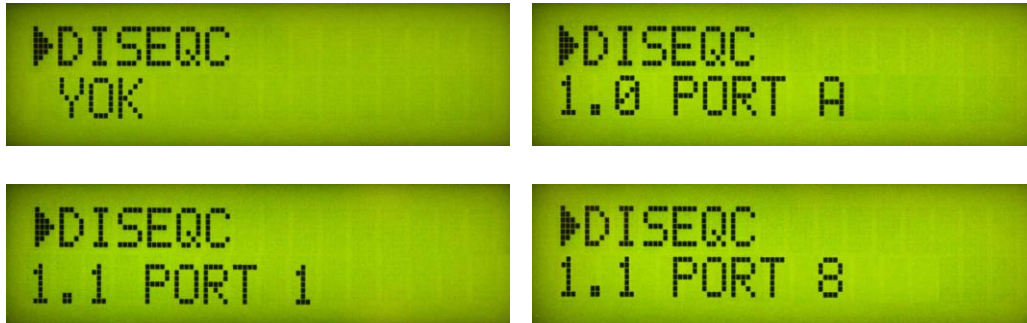 DISEQC
YOK
DISEQC
1.0 PORT A
DISEQC
1.1 PORT 1
DISEQC
1.1 PORT 8